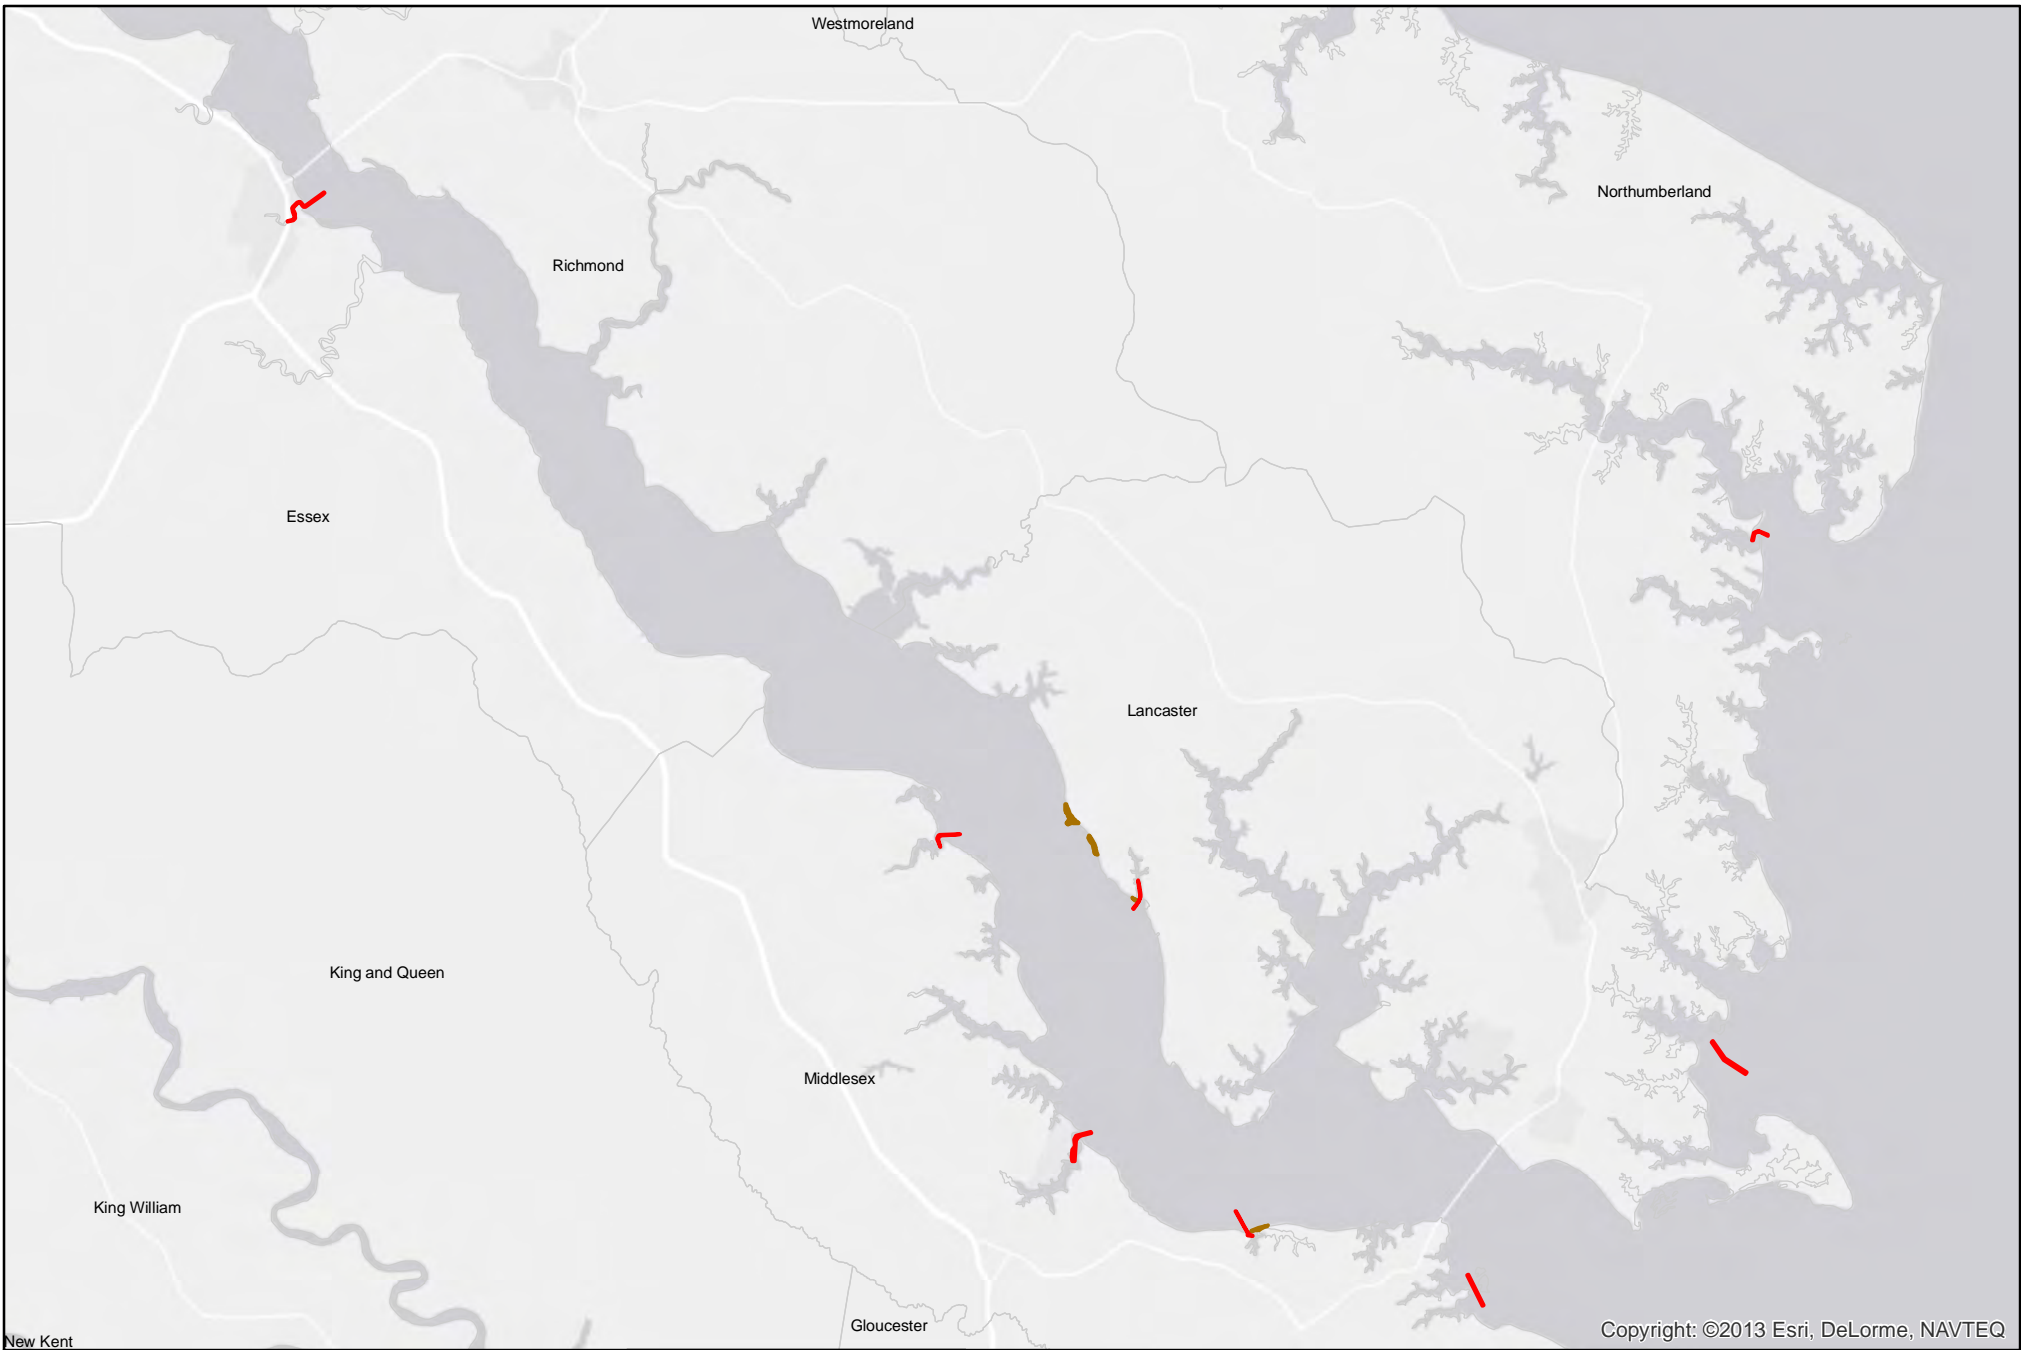 Westmoreland
Northumberland
Richmond
Essex
Lancaster
King and Queen
Middlesex
King William
Gloucester
New Kent
Copyright: ©2013 Esri, DeLorme, NAVTEQ